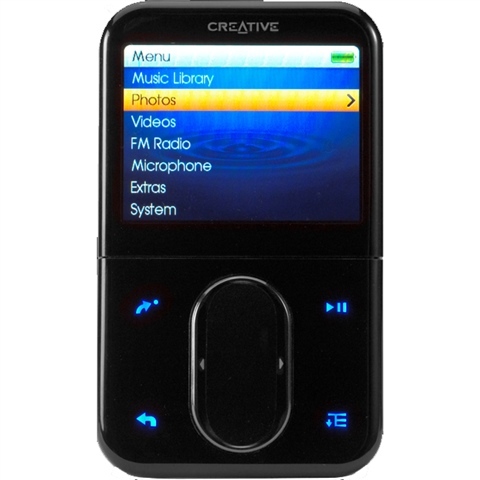 CREATIVE
Menu
Music Library
Photos
Videos
FM Radio
Microphone
Extras
System